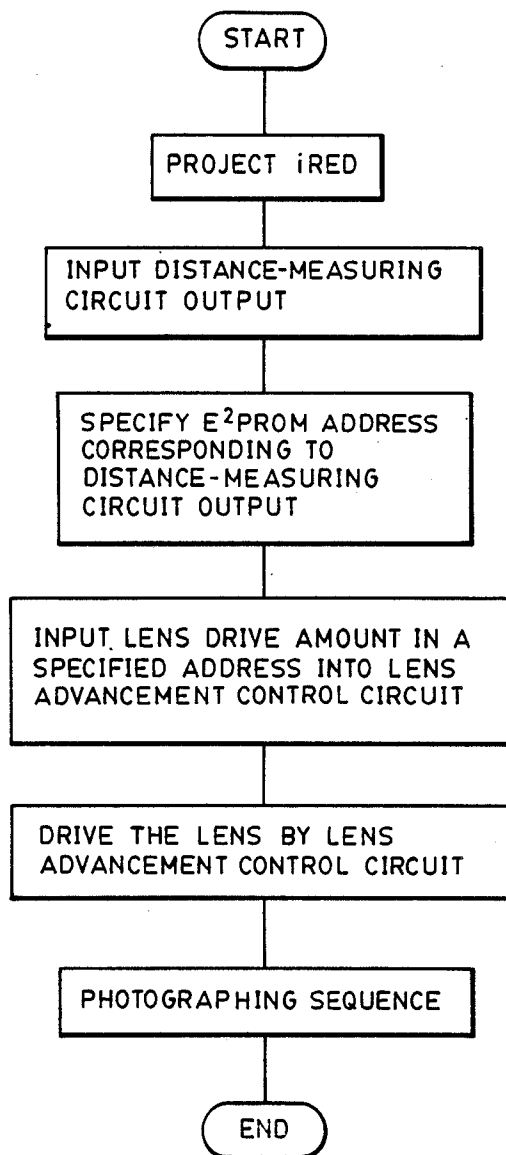 START
PROJECT iRED
INPUT DISTANCE-MEASURING
CIRCUIT OUTPUT
SPECIFY E²PROM ADDRESS
CORRESPONDING TO
DISTANCE-MEASURING
CIRCUIT OUTPUT
INPUT LENS DRIVE AMOUNT IN A
SPECIFIED ADDRESS INTO LENS
ADVANCEMENT CONTROL CIRCUIT
DRIVE THE LENS BY LENS
ADVANCEMENT CONTROL CIRCUIT
PHOTOGRAPHING SEQUENCE
END